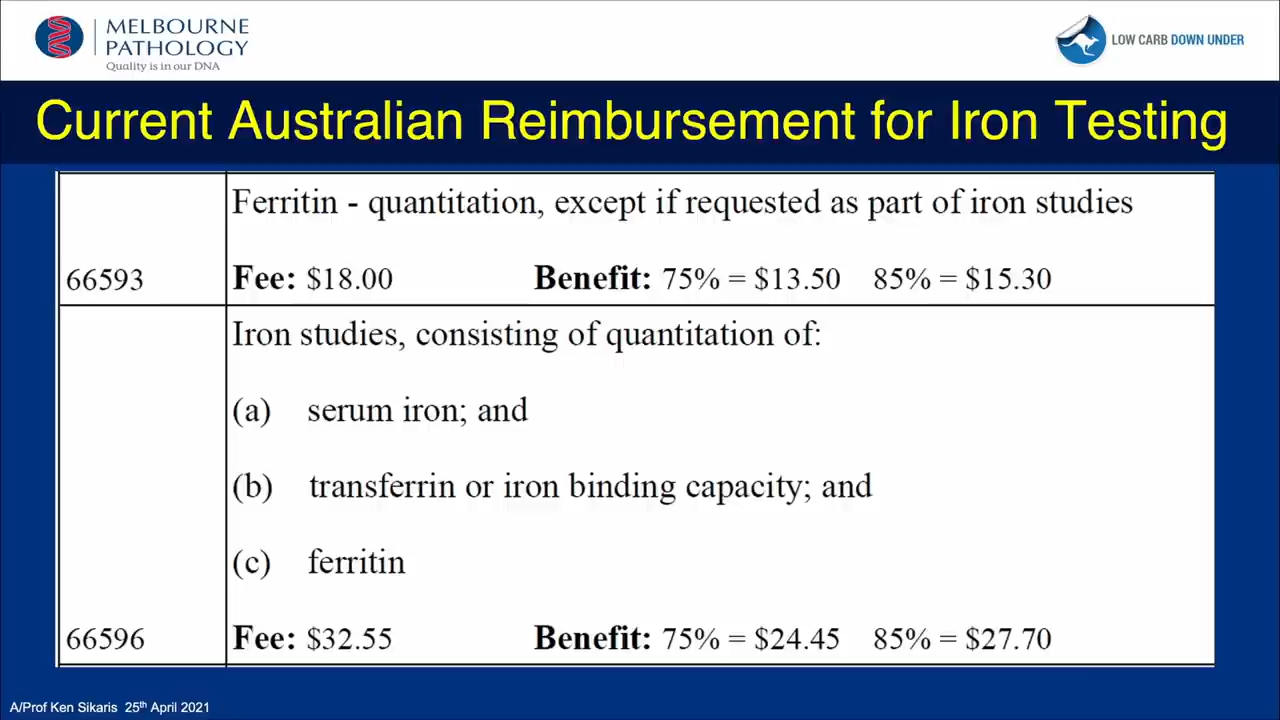 MELBOURNE
PATHOLOGY
Quality is in our DNA
LOW CARB DOWN UNDER
Current Australian Reimbursement for Iron Testing
Ferritin - quantitation, except if requested as part of iron studies
66593 Fee: $18.00 Benefit: 75% = $13.50 85% = $15.30
Iron studies, consisting of quantitation of:
(a) serum iron; and
(b) transferrin or iron binding capacity; and
(c) ferritin
66596 Fee: $32.55 Benefit: 75% = $24.45 85% = $27.70
A/Prof Ken Sikaris 25th April 2021